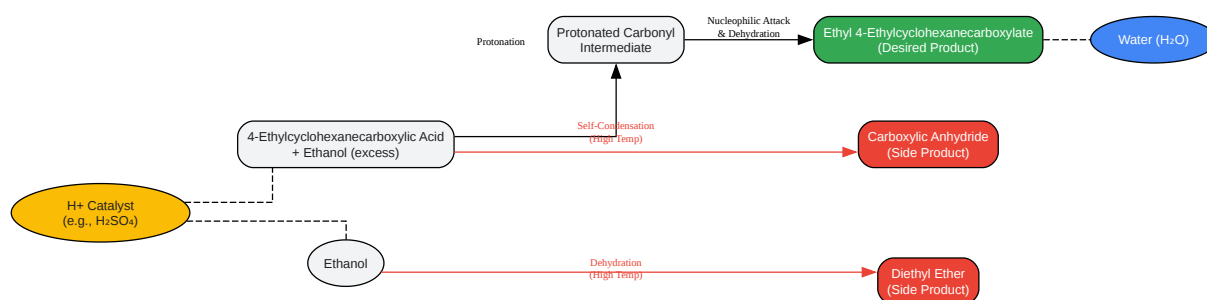 Protonation
Protonated Carbonyl
Intermediate
Nucleophilic Attack
& Dehydration
Ethyl 4-Ethylcyclohexanecarboxylate
(Desired Product)
Water (H₂O)
4-Ethylcyclohexanecarboxylic Acid
+ Ethanol (excess)
Self-Condensation
(High Temp)
Carboxylic Anhydride
(Side Product)
H+ Catalyst
(e.g., H₂SO₄)
Ethanol
Dehydration
(High Temp)
Diethyl Ether
(Side Product)